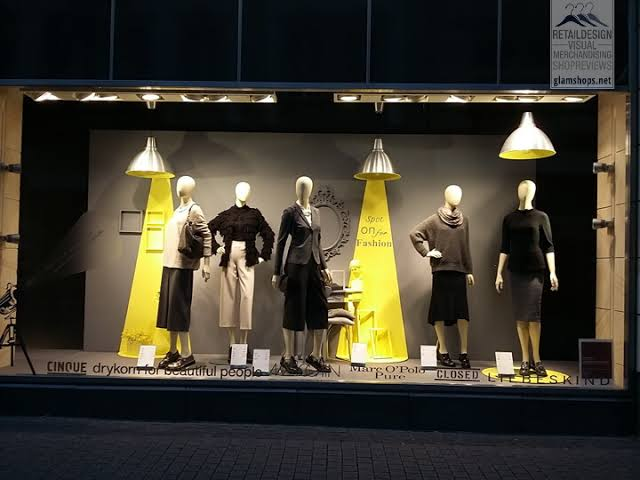 RETAILDESIGN
VISUAL
MERCHANDISING
SHOPREVIEWS
glamshops.net
Spot
on for
Fashion
CINQUE drykorn for beautiful people
Marc O'Polo
Pure
CLOSED
LIEBESKIND